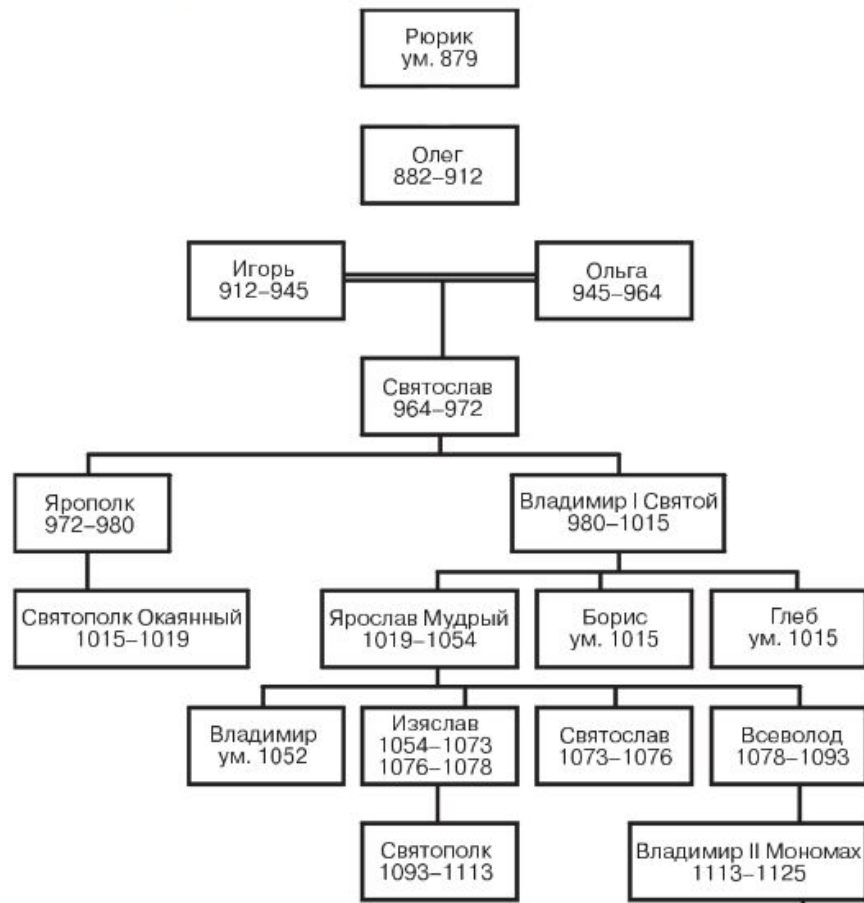 Рюрик
ум. 879
Олег
882–912
Игорь
912–945
Ольга
945–964
Святослав
964–972
Ярополк
972–980
Владимир I Святой
980–1015
Святополк Окаянный
1015–1019
Ярослав Мудрый
1019–1054
Борис
ум. 1015
Глеб
ум. 1015
Владимир
ум. 1052
Изяслав
1054–1073
1076–1078
Святослав
1073–1076
Всеволод
1078–1093
Святополк
1093–1113
Владимир II Мономах
1113–1125